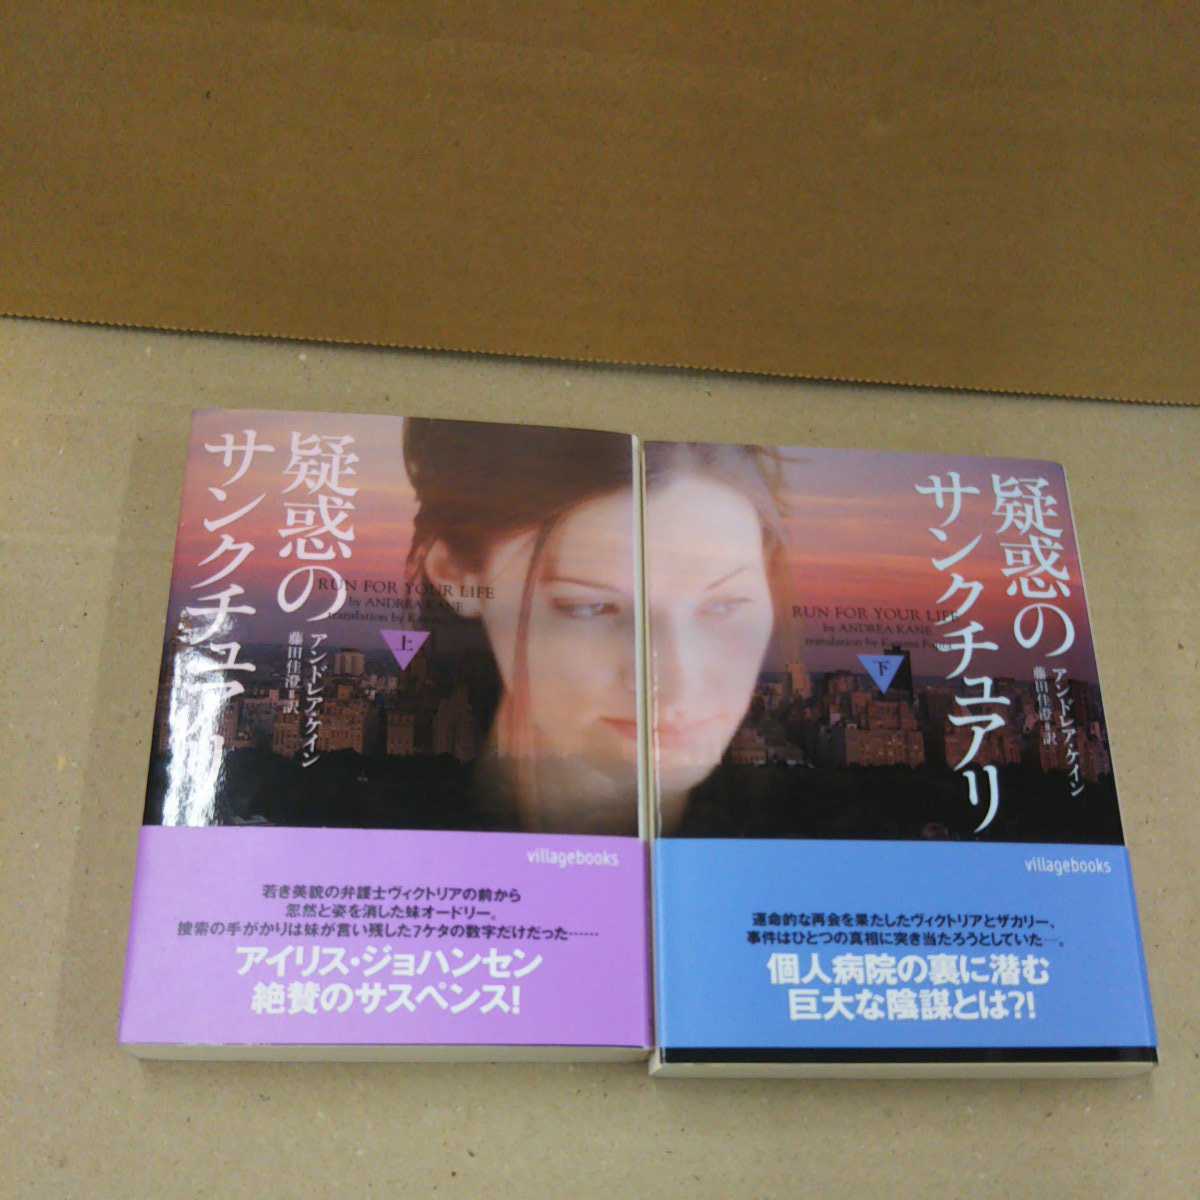 疑惑の
サンクチュアリ
RUN FOR YOUR LIFE
by ANDREA KANE
translation by
上
アンドレア・ケイン
藤田佳澄=訳
villagebooks
若き美貌の弁護士ヴィクトリアの前から
忽然と姿を消した妹オードリー。
捜索の手がかりは妹が言い残した7ケタの数字だけだった……
アイリス・ジョハンセン
絶賛のサスペンス!
疑惑の
サンクチュアリ
RUN FOR YOUR LIFE
by ANDREA KANE
translation by
下
アンドレア・ケイン
藤田佳澄=訳
villagebooks
運命的な再会を果たしたヴィクトリアとザカリー、
事件はひとつの真相に突き当たろうとしていた…。
個人病院の裏に潜む
巨大な陰謀とは?!